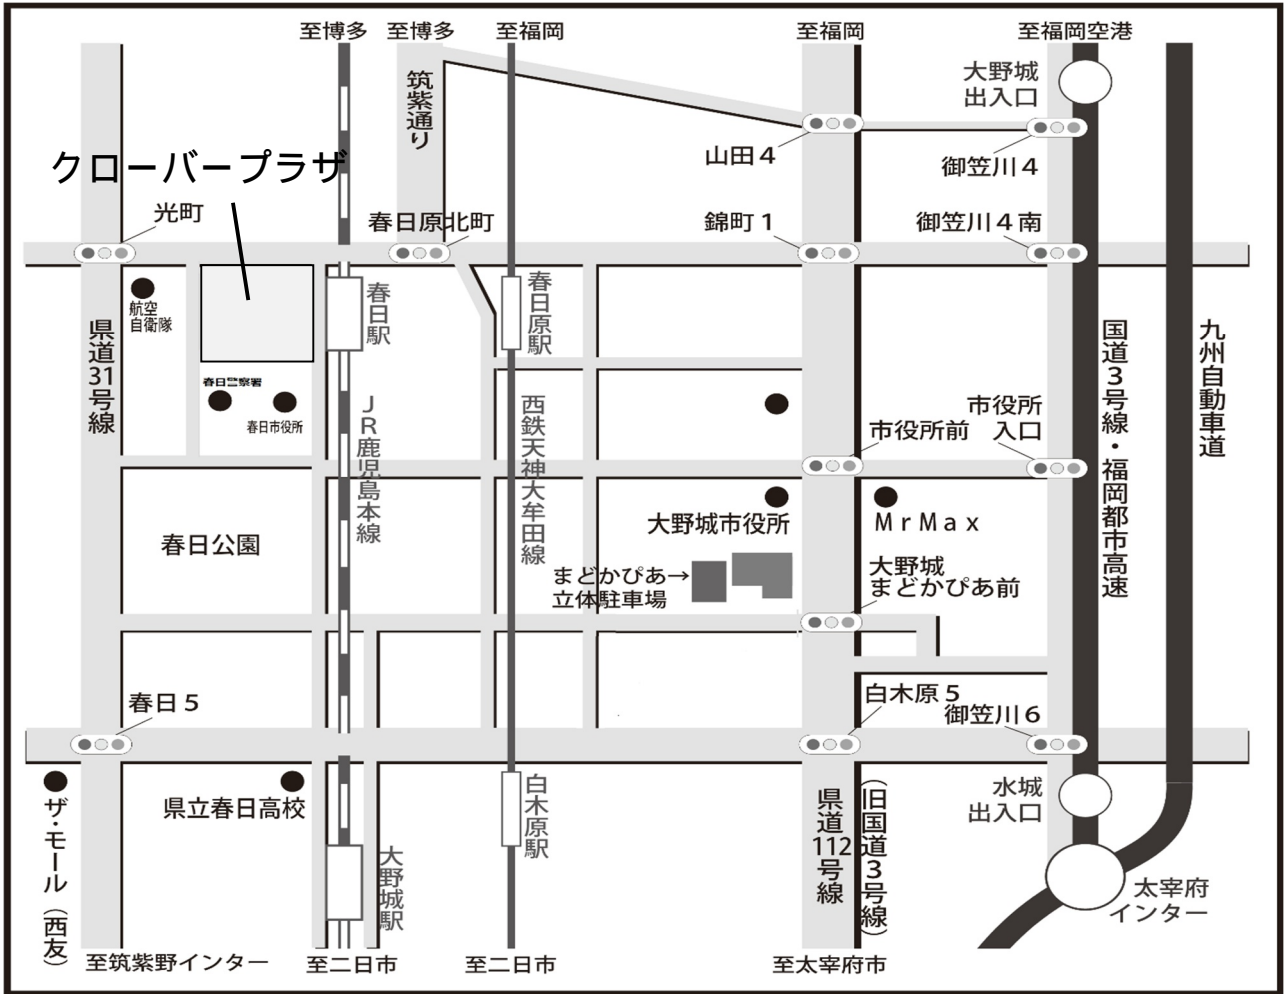 至博多
至博多
至福岡
至福岡
至福岡空港
大野城
出入口
筑紫通り
山田4
御笠川4
クローバープラザ
光町
春日原北町
錦町1
御笠川4南
航空
自衛隊
春日駅
春日原駅
県道31号線
国道3号線・福岡都市高速
九州自動車道
春日警察署
春日市役所
JR鹿児島本線
西鉄天神大牟田線
市役所前
市役所
入口
春日公園
大野城市役所
MrMax
まどかぴあ→
立体駐車場
大野城
まどかぴあ前
春日5
白木原5
御笠川6
ザ・モール(西友)
県立春日高校
白木原駅
県道112号線
(旧国道3号線)
水城
出入口
大野城駅
太宰府
インター
至筑紫野インター
至二日市
至二日市
至太宰府市